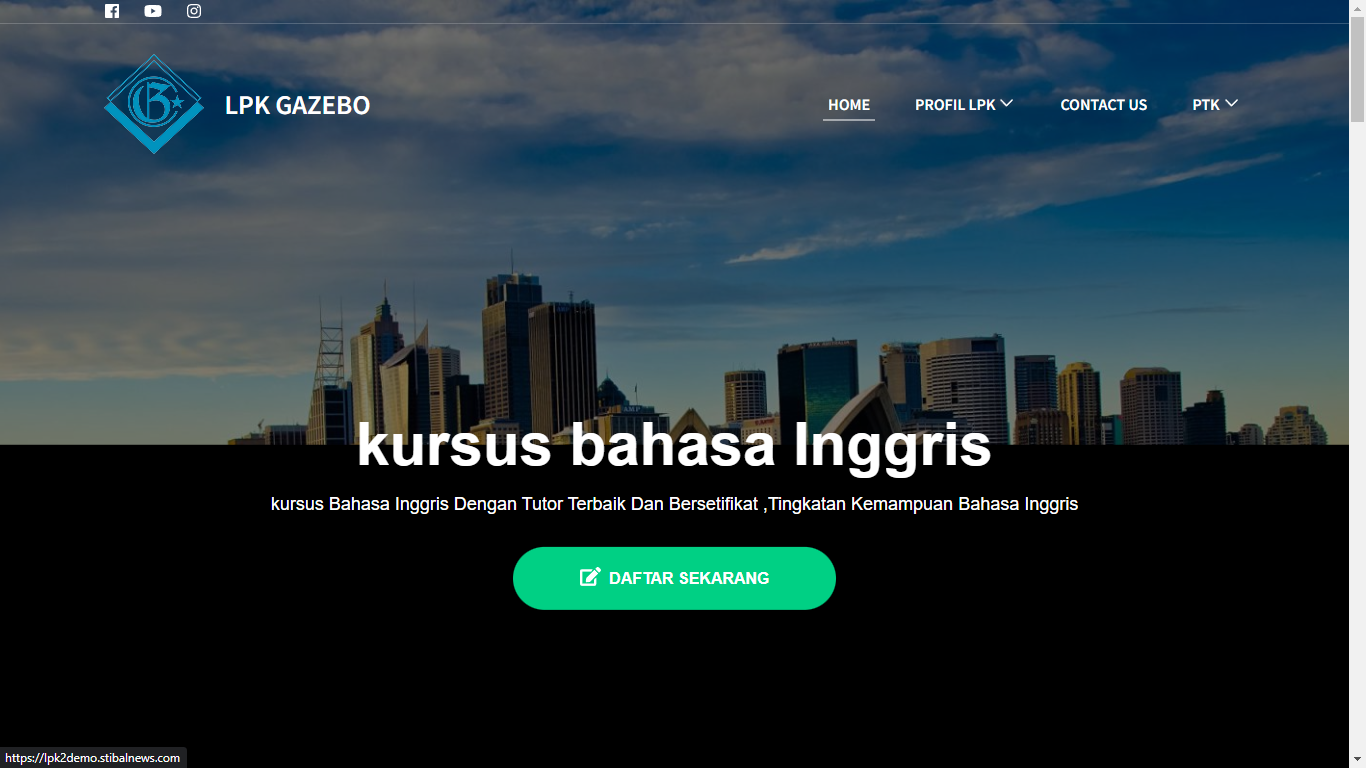 LPK GAZEBO
HOME PROFIL LPK CONTACT US PTK
kursus bahasa Inggris
kursus Bahasa Inggris Dengan Tutor Terbaik Dan Bersetifikat ,Tingkatan Kemampuan Bahasa Inggris
DAFTAR SEKARANG
https://lpk2demo.stibalnews.com